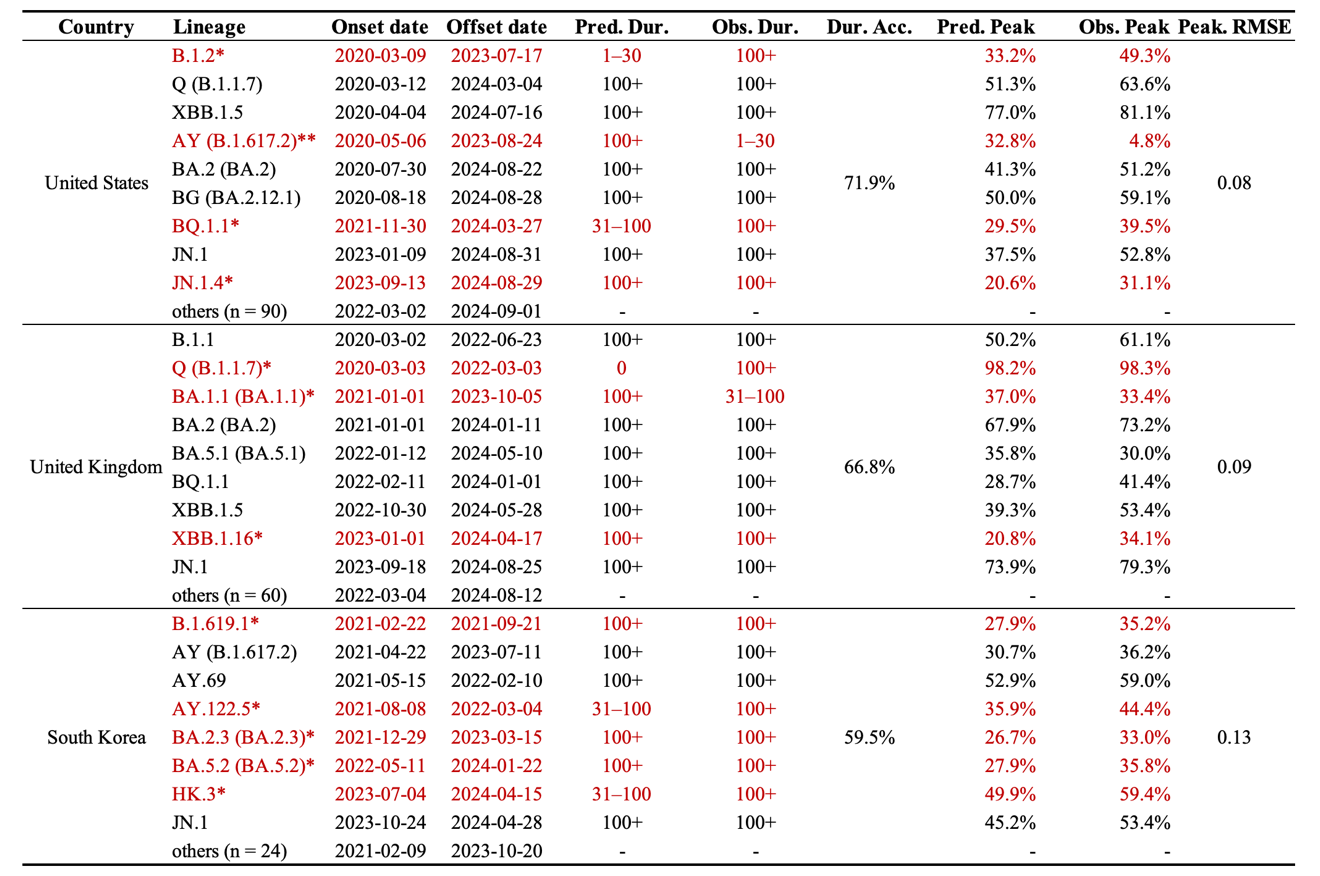 Country Lineage Onset date Offset date Pred. Dur. Obs. Dur. Dur. Acc. Pred. Peak Obs. Peak Peak. RMSE
B.1.2* 2020-03-09 2023-07-17 1–30 100+ 33.2% 49.3%
Q (B.1.1.7) 2020-03-12 2024-03-04 100+ 100+ 51.3% 63.6%
XBB.1.5 2020-04-04 2024-07-16 100+ 100+ 77.0% 81.1%
AY (B.1.617.2)** 2020-05-06 2023-08-24 100+ 1–30 32.8% 4.8%
BA.2 (BA.2) 2020-07-30 2024-08-22 100+ 100+ 41.3% 51.2%
United States 71.9% 0.08
BG (BA.2.12.1) 2020-08-18 2024-08-28 100+ 100+ 50.0% 59.1%
BQ.1.1* 2021-11-30 2024-03-27 31–100 100+ 29.5% 39.5%
JN.1 2023-01-09 2024-08-31 100+ 100+ 37.5% 52.8%
JN.1.4* 2023-09-13 2024-08-29 100+ 100+ 20.6% 31.1%
others (n = 90) 2022-03-02 2024-09-01 - - - -
B.1.1 2020-03-02 2022-06-23 100+ 100+ 50.2% 61.1%
Q (B.1.1.7)* 2020-03-03 2022-03-03 0 100+ 98.2% 98.3%
BA.1.1 (BA.1.1)* 2021-01-01 2023-10-05 100+ 31–100 37.0% 33.4%
BA.2 (BA.2) 2021-01-01 2024-01-11 100+ 100+ 67.9% 73.2%
BA.5.1 (BA.5.1) 2022-01-12 2024-05-10 100+ 100+ 35.8% 30.0%
United Kingdom 66.8% 0.09
BQ.1.1 2022-02-11 2024-01-01 100+ 100+ 28.7% 41.4%
XBB.1.5 2022-10-30 2024-05-28 100+ 100+ 39.3% 53.4%
XBB.1.16* 2023-01-01 2024-04-17 100+ 100+ 20.8% 34.1%
JN.1 2023-09-18 2024-08-25 100+ 100+ 73.9% 79.3%
others (n = 60) 2022-03-04 2024-08-12 - - - -
B.1.619.1* 2021-02-22 2021-09-21 100+ 100+ 27.9% 35.2%
AY (B.1.617.2) 2021-04-22 2023-07-11 100+ 100+ 30.7% 36.2%
AY.69 2021-05-15 2022-02-10 100+ 100+ 52.9% 59.0%
AY.122.5* 2021-08-08 2022-03-04 31–100 100+ 35.9% 44.4%
South Korea BA.2.3 (BA.2.3)* 2021-12-29 2023-03-15 100+ 100+ 59.5% 26.7% 33.0% 0.13
BA.5.2 (BA.5.2)* 2022-05-11 2024-01-22 100+ 100+ 27.9% 35.8%
HK.3* 2023-07-04 2024-04-15 31–100 100+ 49.9% 59.4%
JN.1 2023-10-24 2024-04-28 100+ 100+ 45.2% 53.4%
others (n = 24) 2021-02-09 2023-10-20 - - - -